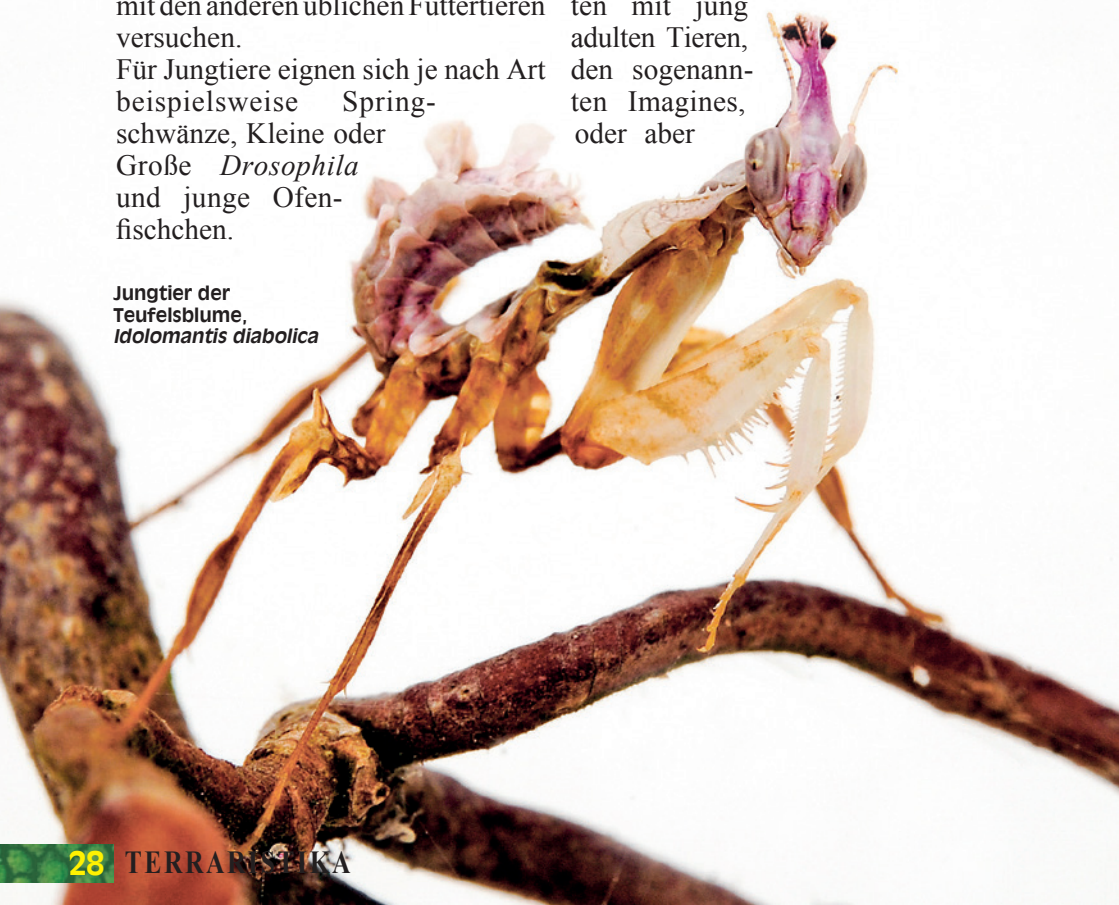 mit den anderen üblichen Futtertieren
versuchen.
Für Jungtiere eignen sich je nach Art
beispielsweise Spring-
schwänze, Kleine oder
Große Drosophila
und junge Ofen-
fischchen.
Jungtier der
Teufelsblume,
Idolomantis diabolica
ten mit jung
adulten Tieren,
den sogenann-
ten Imagines,
oder aber
28 TERRARISTIKA